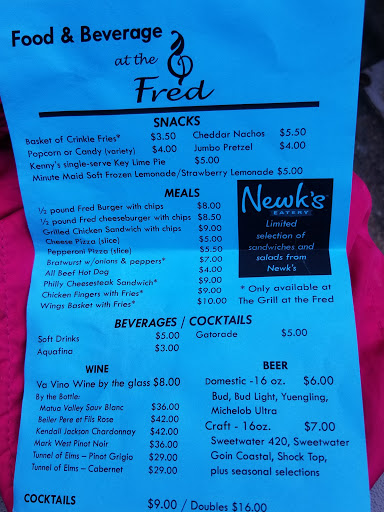 Food & Beverage
at the
Fred
SNACKS
Basket of Crinkle Fries* $3.50 Cheddar Nachos $5.50
Popcorn or Candy (variety) $4.00 Jumbo Pretzel $4.00
Kenny's single-serve Key Lime Pie $5.00
Minute Maid Soft Frozen Lemonade/Strawberry Lemonade $5.00
MEALS
½ pound Fred Burger with chips $8.00
½ pound Fred cheeseburger with chips $8.50
Grilled Chicken Sandwich with chips $9.00
Cheese Pizza (slice) $5.00
Pepperoni Pizza (slice) $5.50
Bratwurst w/onions & peppers* $7.00
All Beef Hot Dog $4.00
Philly Cheesesteak Sandwich* $9.00
Chicken Fingers with Fries* $9.00
Wings Basket with Fries* $10.00
Newk's
EATERY
Limited
selection of
sandwiches and
salads from
Newk's
* Only available at
The Grill at the Fred
BEVERAGES / COCKTAILS
Soft Drinks $5.00 Gatorade $5.00
Aquafina $3.00
WINE
Va Vino Wine by the glass $8.00
By the Bottle:
Matua Valley Sauv Blanc $36.00
Beiler Pere et Fils Rose $42.00
Kendall Jackson Chardonnay $42.00
Mark West Pinot Noir $36.00
Tunnel of Elms – Pinot Grigio $29.00
Tunnel of Elms – Cabernet $29.00
BEER
Domestic -16 oz. $6.00
Bud, Bud Light, Yuengling,
Michelob Ultra
Craft - 16oz. $7.00
Sweetwater 420, Sweetwater
Goin Coastal, Shock Top,
plus seasonal selections
COCKTAILS $9.00 / Doubles $16.00